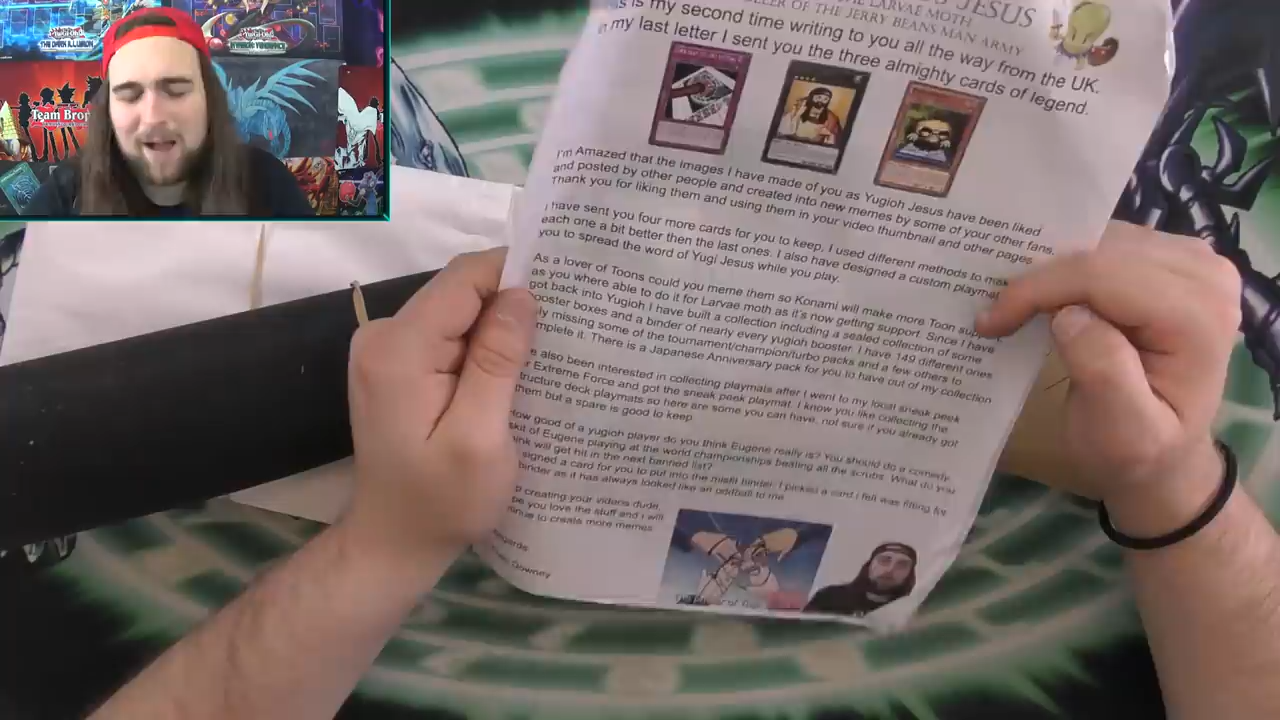 THE DARK ILLUSION
Team Brop
JESUS
THE LARVAE MOTH
OF THE JERRY BEANS MAN ARMY
is my second time writing to you all the way from the UK.
my last letter I sent you the three almighty cards of legend.
I'm Amazed that the images I have made of you as Yugioh Jesus have been liked
and posted by other people and created into new memes by some of your other fans.
Thank you for liking them and using them in your video thumbnail and other pages
I have sent you four more cards for you to keep, I used different methods to mak
each one a bit better then the last ones. I also have designed a custom playmat
you to spread the word of Yugi Jesus while you play.
As a lover of Toons could you meme them so Konami will make more Toon
as you where able to do it for Larvae moth as it's now getting support. Since I have
got back into Yugioh I have built a collection including a sealed collection of some
ooster boxes and a binder of nearly every yugioh booster. I have 149 different ones
ly missing some of the tournament/champion/turbo packs and a few others to
mplete it. There is a Japanese Anniversary pack for you to have out of my collection
e also been interested in collecting playmats after I went to my local sneak peek
r Extreme Force and got the sneak peek playmat. I know you like collecting the
tructure deck playmats so here are some you can have, not sure if you already got
hem but a spare is good to keep
How good of a yugioh player do you think Eugene really is? You should do a comedy
skit of Eugene playing at the world championships beating all the scrubs. What do you
ink will get hit in the next banned list?
signed a card for you to put into the misfit binder, I picked a card I felt was fitting for
binder as it has always looked like an oddball to me
p creating your videos dude,
pe you love the stuff and I will
tinue to create more memes
egards
Downey